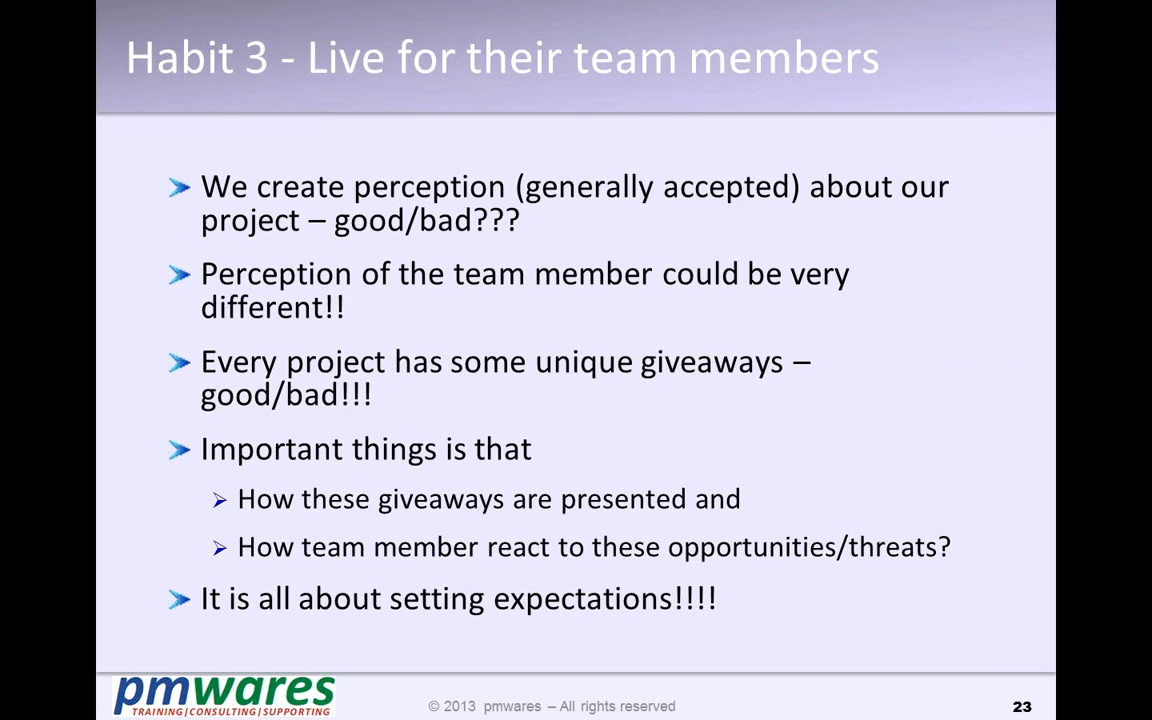 Habit 3 - Live for their team members
We create perception (generally accepted) about our
project – good/bad???
Perception of the team member could be very
different!!
Every project has some unique giveaways –
good/bad!!!
Important things is that
How these giveaways are presented and
How team member react to these opportunities/threats?
It is all about setting expectations!!!!
pmwares
TRAINING|CONSULTING|SUPPORTING
© 2013 pmwares – All rights reserved
23